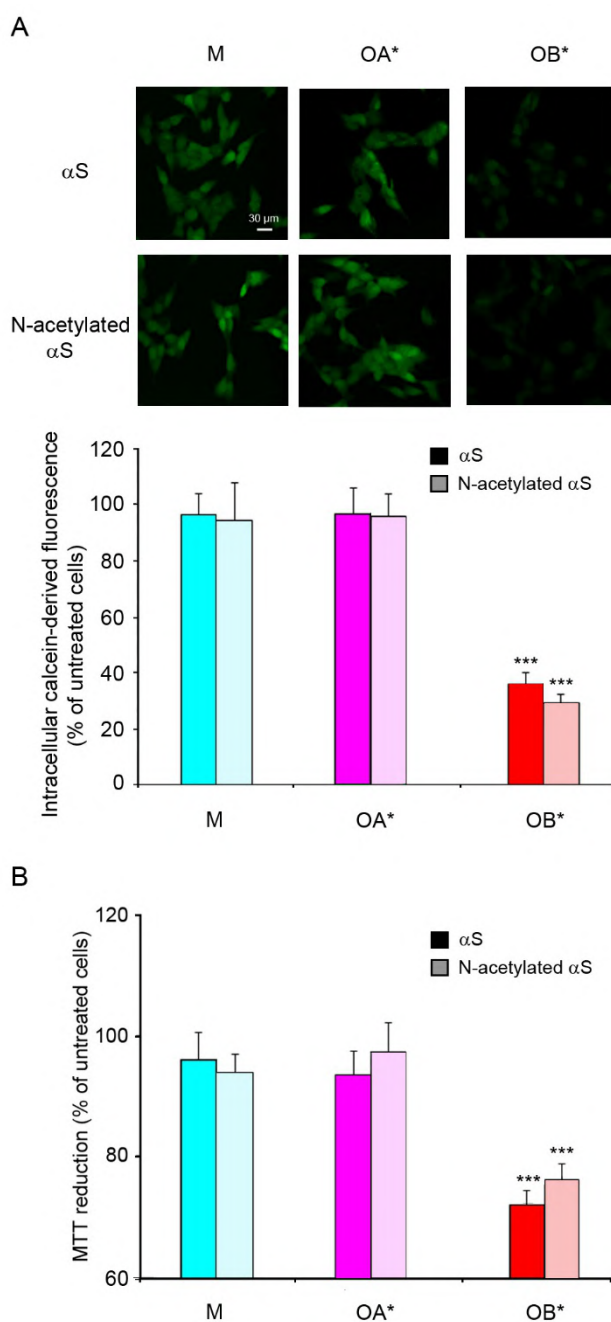 A
M OA* OB*
αS
30 μm
N-acetylated
αS
Intracellular calcein-derived fluorescence
(% of untreated cells)
120
100
80
60
40
20
0
αS
N-acetylated αS
***
***
M OA* OB*
B
MTT reduction (% of untreated cells)
120
100
80
60
αS
N-acetylated αS
***
***
M OA* OB*